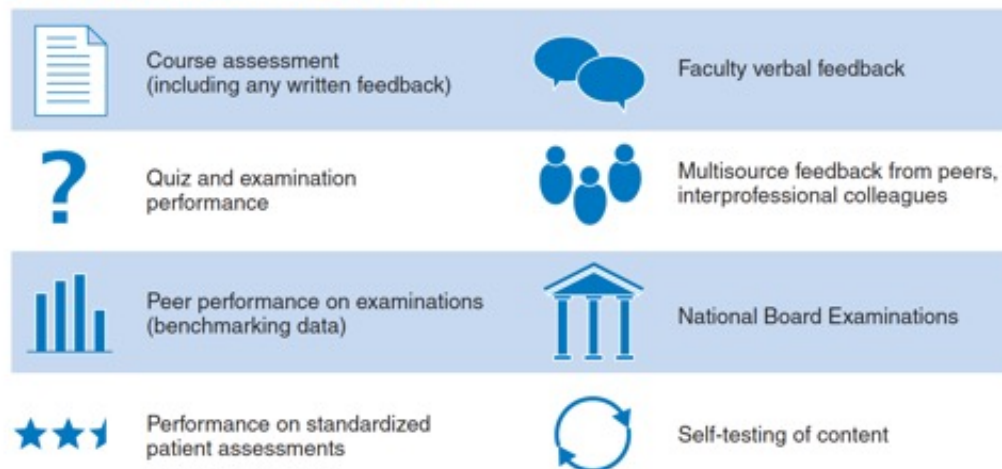 Course assessment
(including any written feedback)
Faculty verbal feedback
Quiz and examination
performance
Multisource feedback from peers,
interprofessional colleagues
Peer performance on examinations
(benchmarking data)
National Board Examinations
Performance on standardized
patient assessments
Self-testing of content